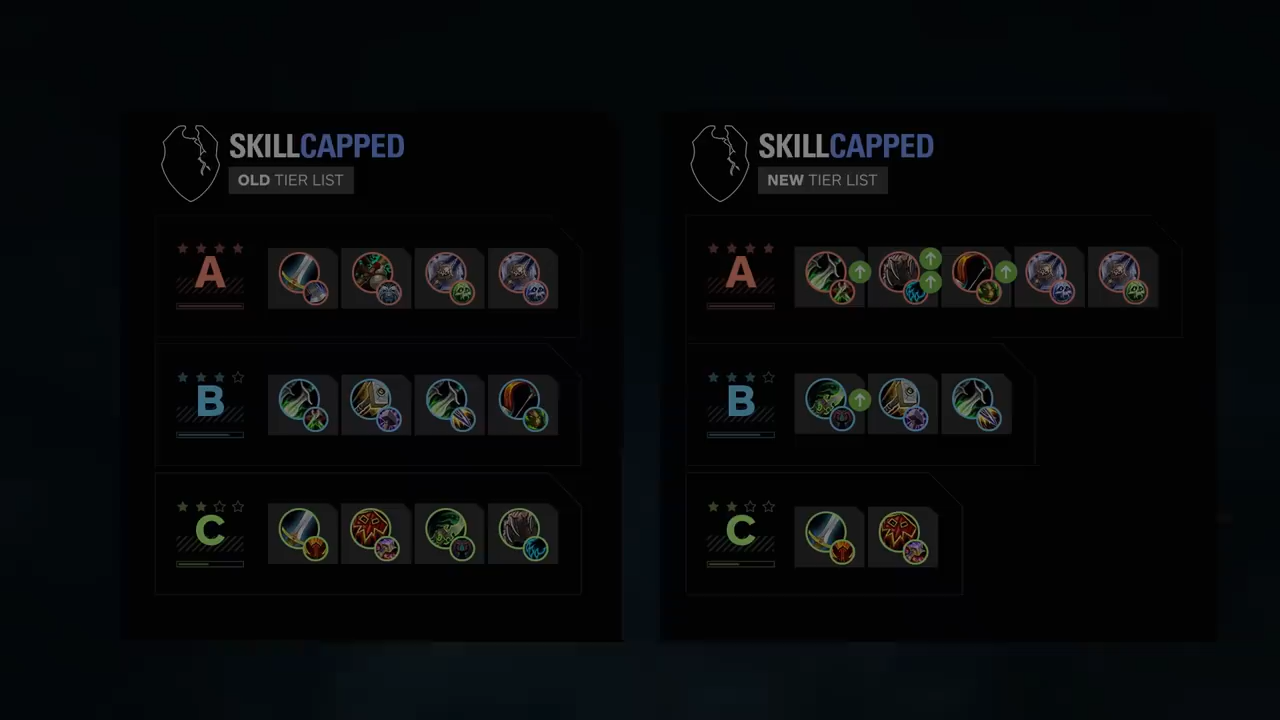 SKILLCAPPED
OLD TIER LIST
A
B
C
SKILLCAPPED
NEW TIER LIST
A
B
C